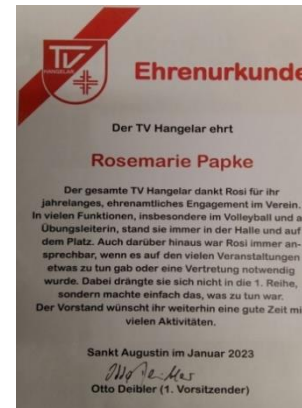 TV
HANGELAR
Ehrenurkunde
Der TV Hangelar ehrt
Rosemarie Papke
Der gesamte TV Hangelar dankt Rosi für ihr
jahrelanges, ehrenamtliches Engagement im Verein.
In vielen Funktionen, insbesondere im Volleyball und a
Übungsleiterin, stand sie immer in der Halle und auf
dem Platz. Auch darüber hinaus war Rosi immer an-
sprechbar, wenn es auf den vielen Veranstaltungen
etwas zu tun gab oder eine Vertretung notwendig
wurde. Dabei drängte sie sich nicht in die 1. Reihe,
sondern machte einfach das, was zu tun war.
Der Vorstand wünscht ihr weiterhin eine gute Zeit mi
vielen Aktivitäten.
Sankt Augustin im Januar 2023
Otto Deibler
Otto Deibler (1. Vorsitzender)